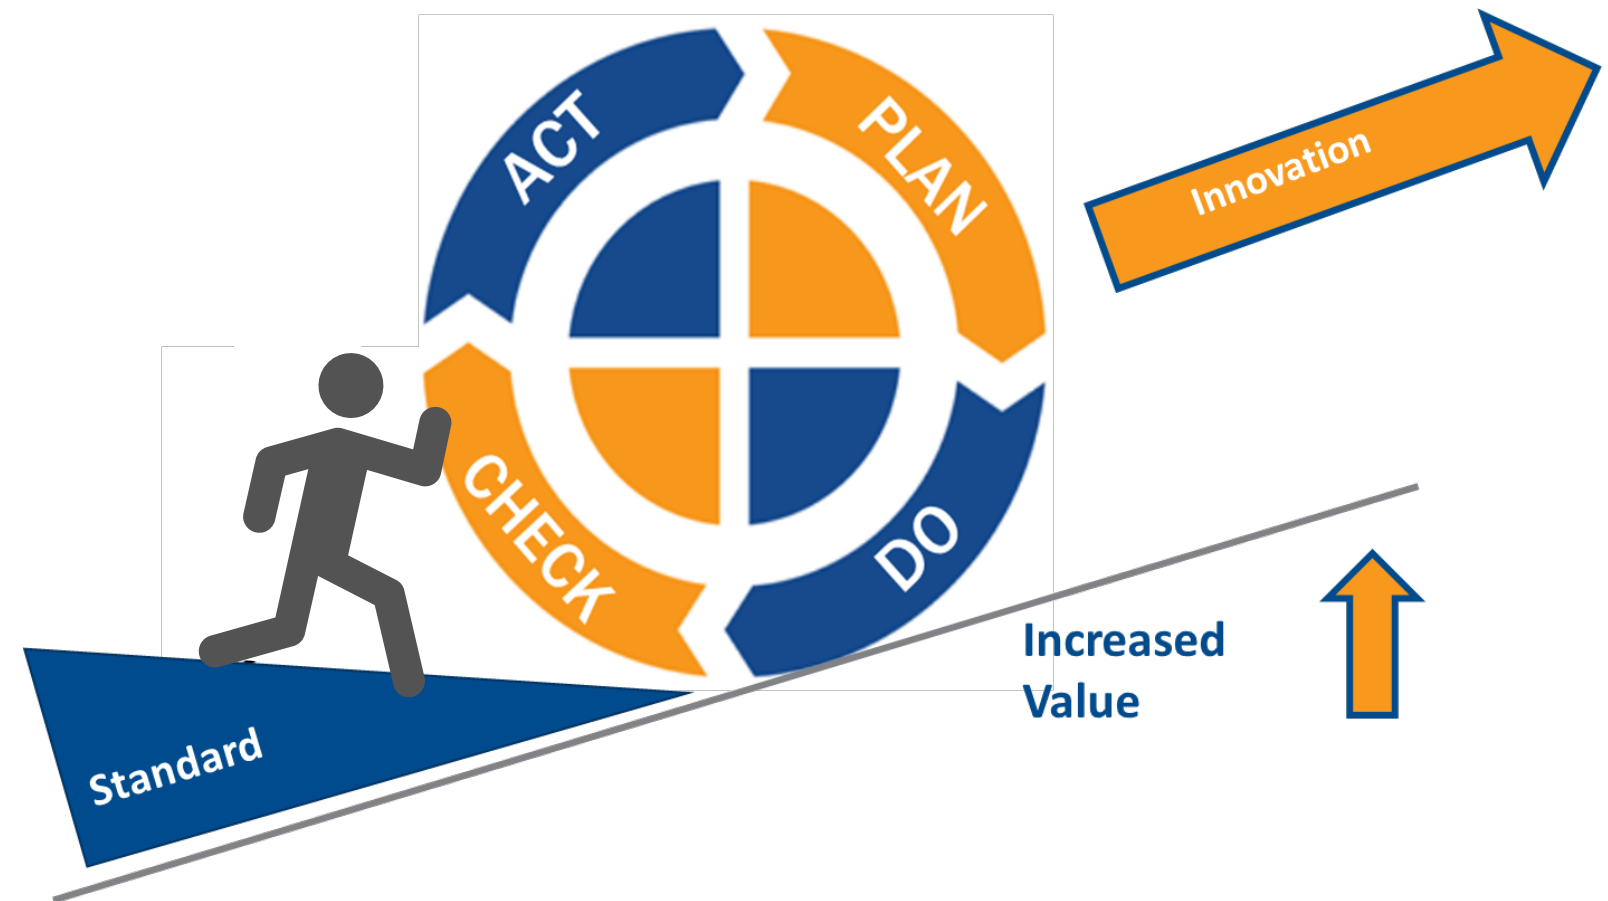 ACT
PLAN
Innovation
CHECK
DO
Increased
Value
Standard